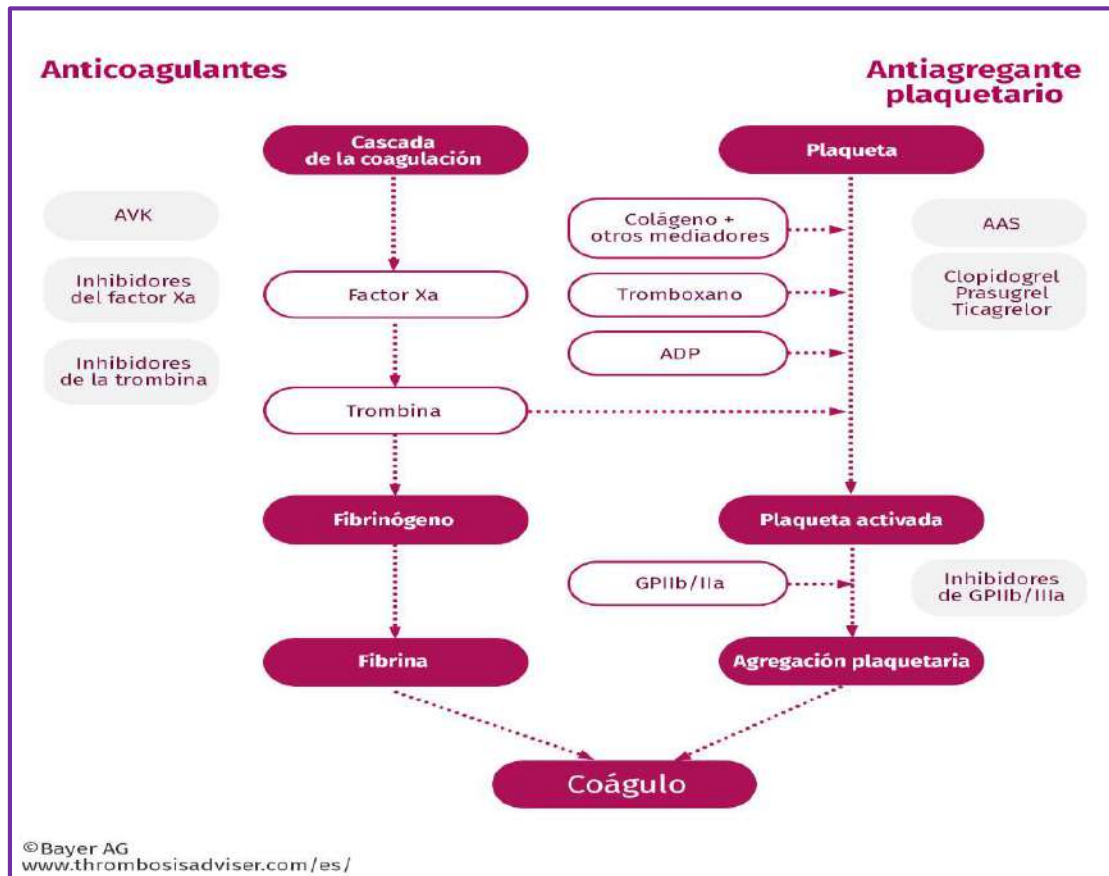 Anticoagulantes
Antiagregante
plaquetario
Cascada
de la coagulación
Plaqueta
AVK
Colágeno +
otros mediadores
AAS
Inhibidores
del factor Xa
Factor Xa
Tromboxano
Clopidogrel
Prasugrel
Ticagrelor
ADP
Inhibidores
de la trombina
Trombina
Fibrinógeno
Plaqueta activada
GPIIb/IIa
Inhibidores
de GPIIb/IIIa
Fibrina
Agregación plaquetaria
Coágulo
©Bayer AG
www.thrombosisadviser.com/es/